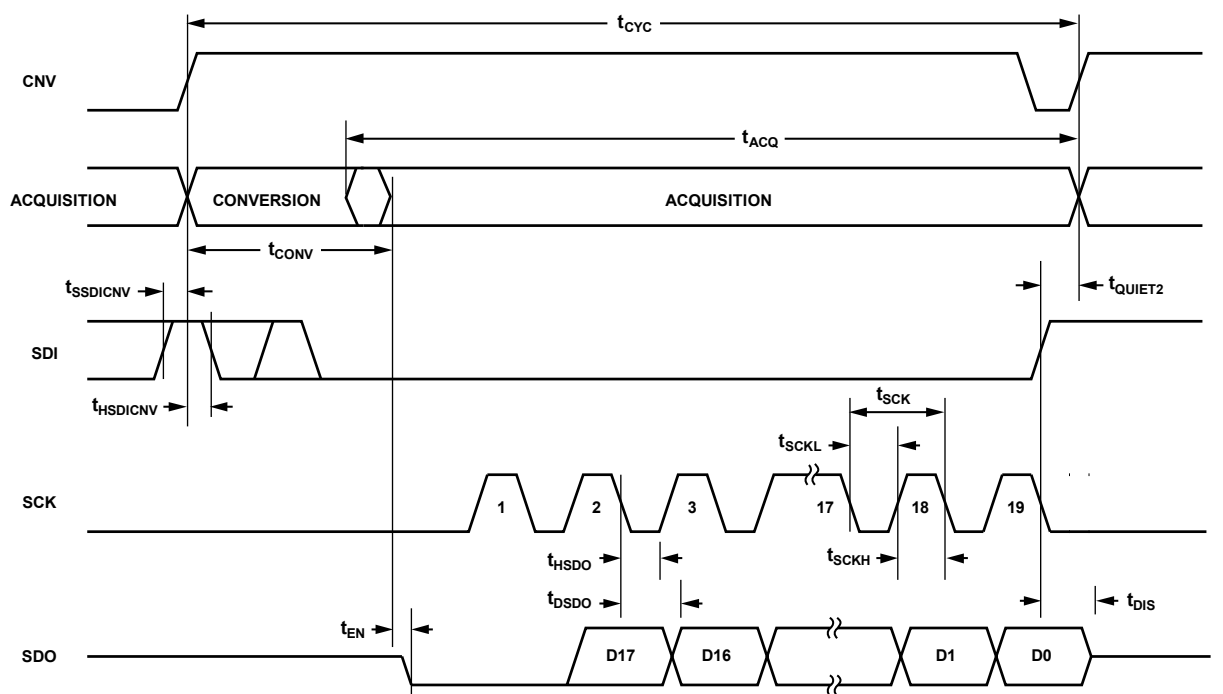 tCYC
CNV
tACQ
ACQUISITION
CONVERSION
ACQUISITION
tCONV
tSSDICNV
tQUIET2
SDI
tHSDICNV
tSCK
tSCKL
SCK
1 2 3 17 18 19
tHSDO
tSCKH
tDSDO
tDIS
tEN
SDO
D17 D16 D1 D0